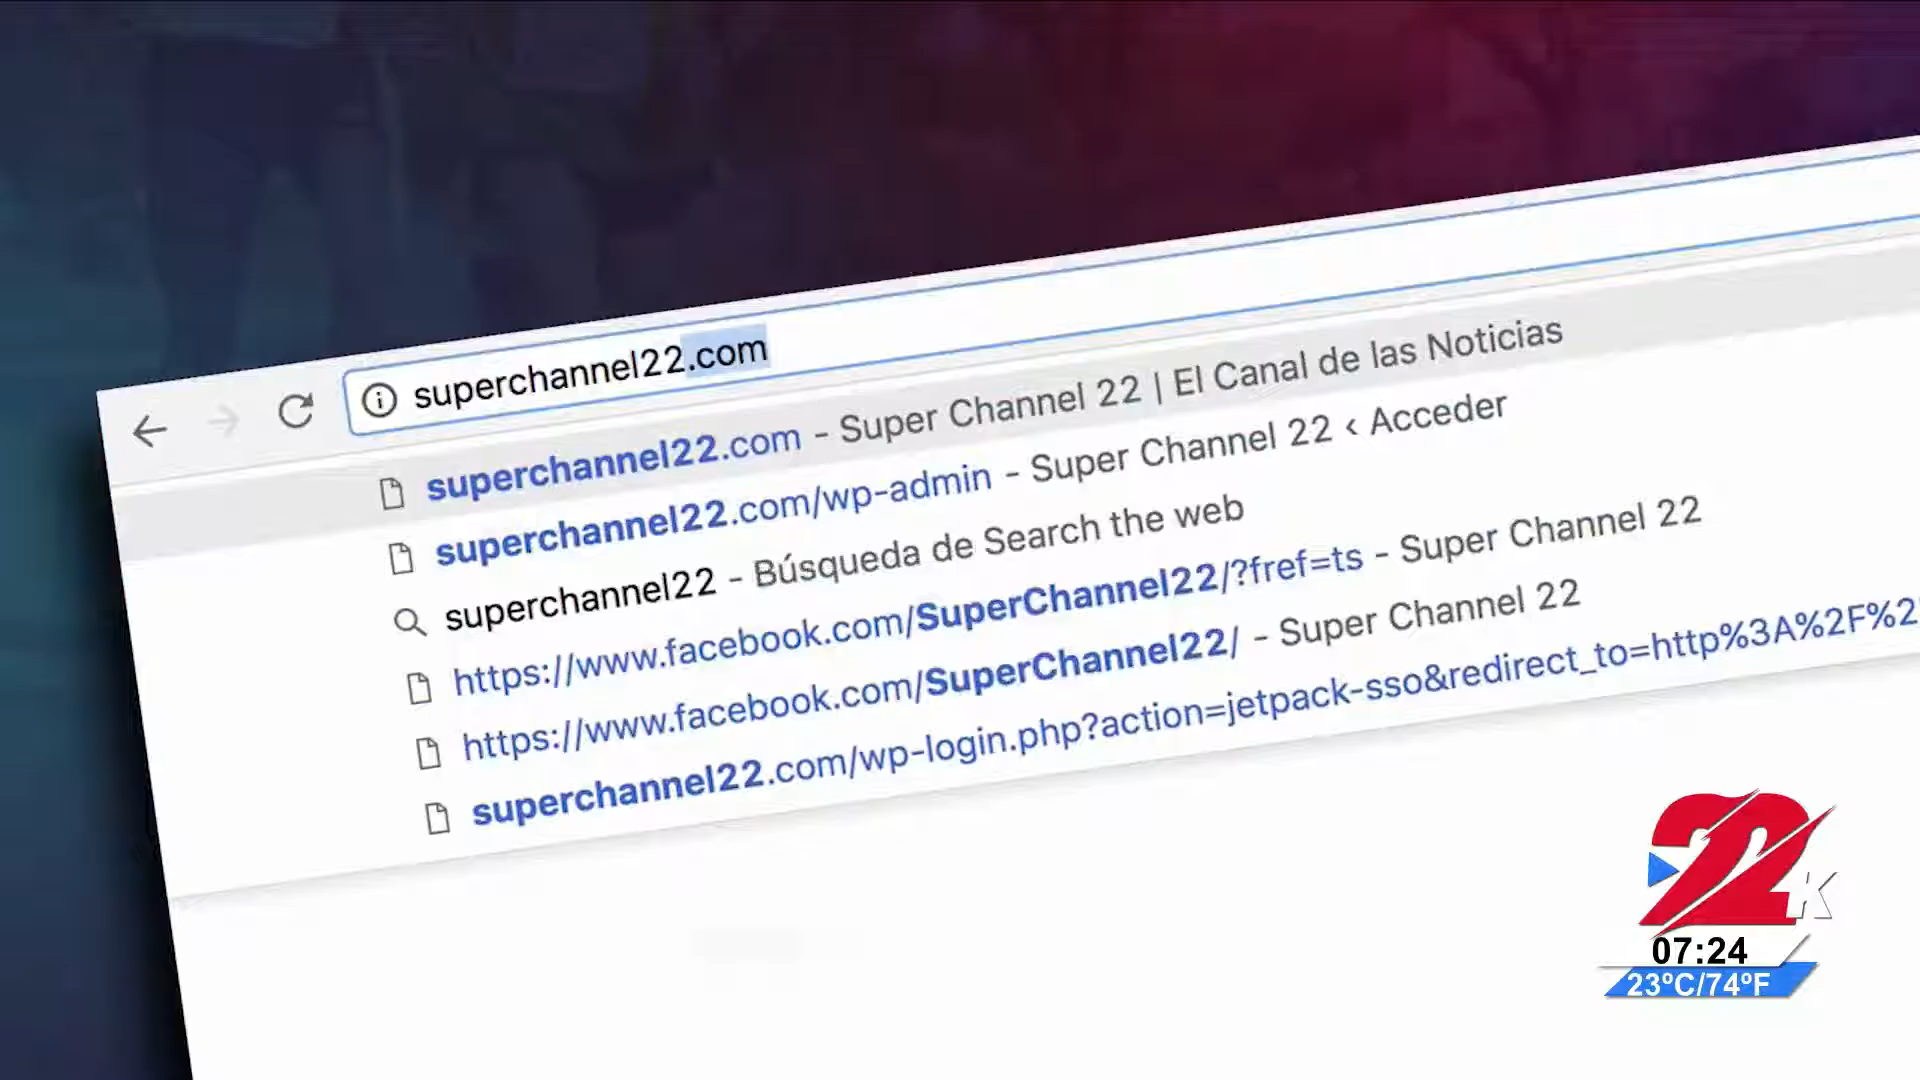 superchannel22.com
superchannel22.com - Super Channel 22 | El Canal de las Noticias
superchannel22.com/wp-admin - Super Channel 22 ‹ Acceder
superchannel22 - Búsqueda de Search the web
https://www.facebook.com/SuperChannel22/?fref=ts - Super Channel 22
https://www.facebook.com/SuperChannel22/ - Super Channel 22
superchannel22.com/wp-login.php?action=jetpack-sso&redirect_to=http%3A%2F%2
22
K
07:24
23ºC/74ºF